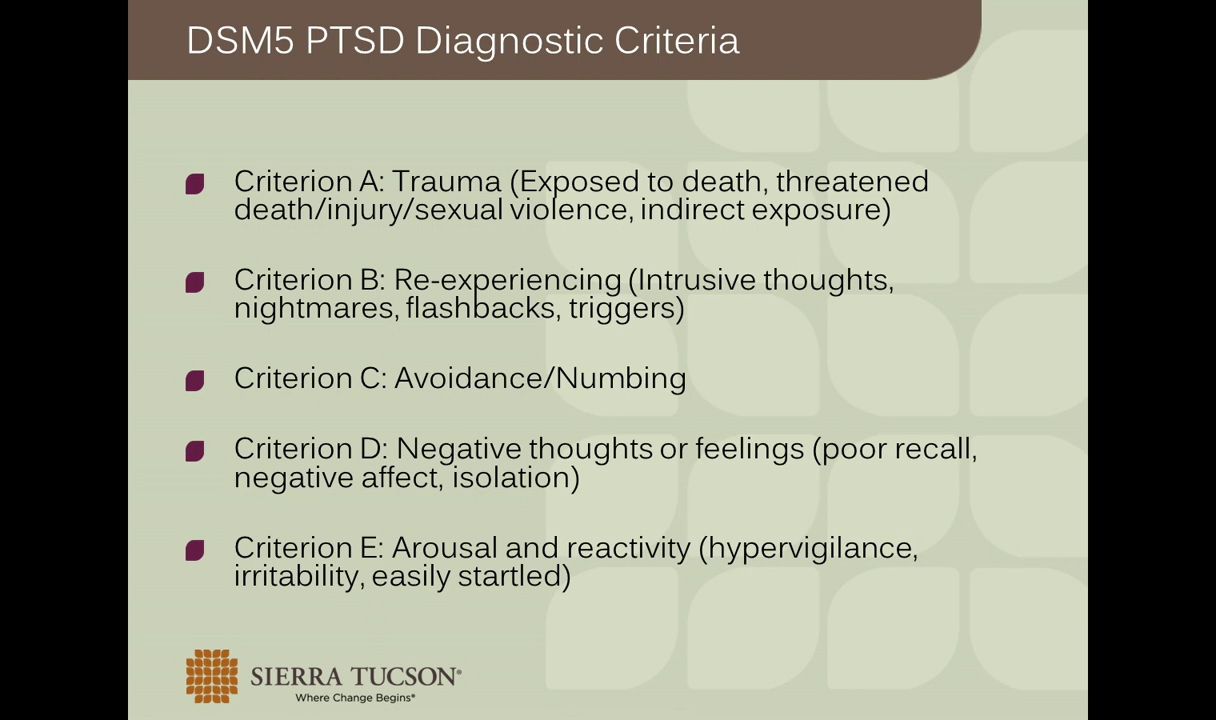 DSM5 PTSD Diagnostic Criteria
Criterion A: Trauma (Exposed to death, threatened
death/injury/sexual violence, indirect exposure)
Criterion B: Re-experiencing (Intrusive thoughts,
nightmares, flashbacks, triggers)
Criterion C: Avoidance/Numbing
Criterion D: Negative thoughts or feelings (poor recall,
negative affect, isolation)
Criterion E: Arousal and reactivity (hypervigilance,
irritability, easily startled)
SIERRA TUCSON®
Where Change Begins®